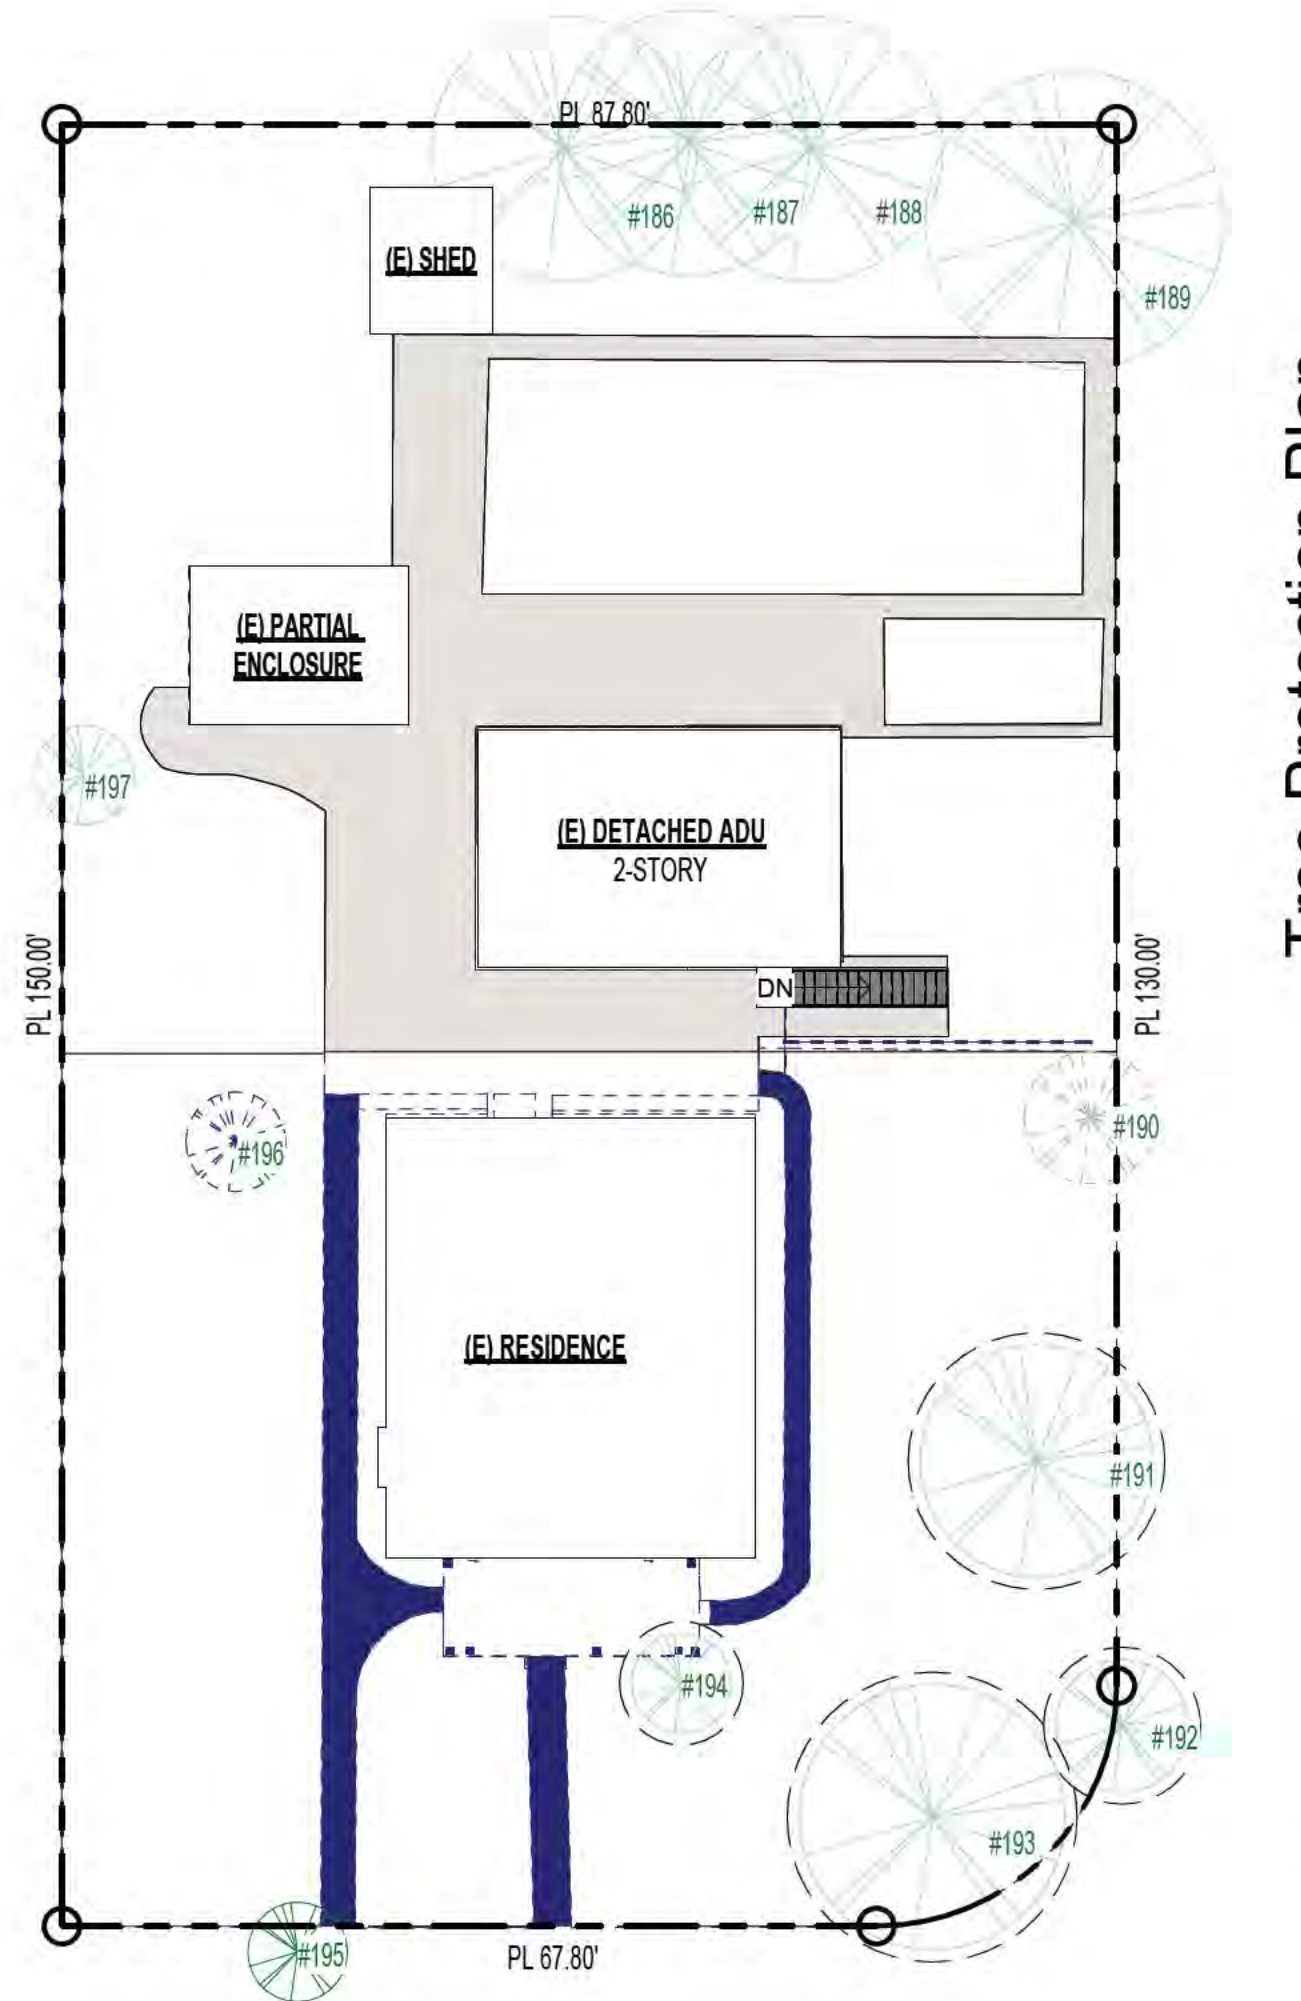 PL 87.80'
#186
#187
#188
(E) SHED
#189
(E) PARTIAL
ENCLOSURE
#197
(E) DETACHED ADU
2-STORY
PL 150.00'
DN
PL 130.00'
#196
#190
(E) RESIDENCE
#191
#194
#192
#193
#195
PL 67.80'